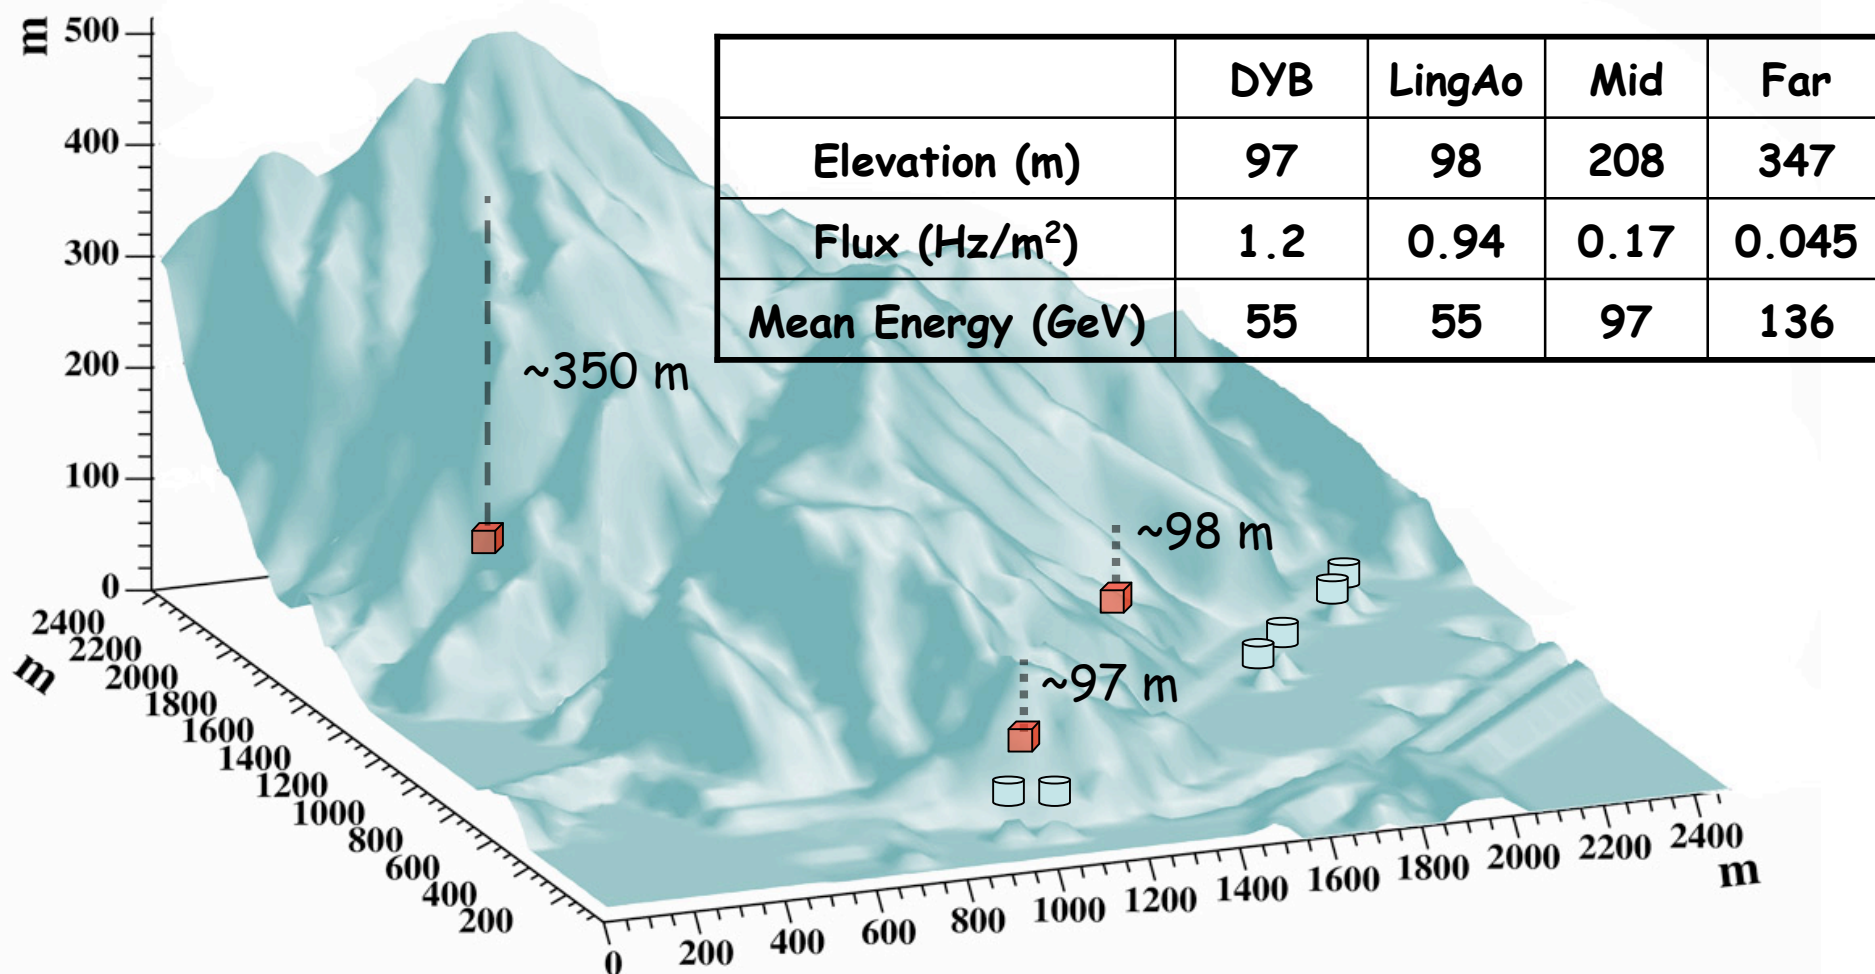 m
500
400
300
200
100
0
DYB LingAo Mid Far
Elevation (m) 97 98 208 347
Flux (Hz/m²) 1.2 0.94 0.17 0.045
Mean Energy (GeV) 55 55 97 136
~350 m
~98 m
~97 m
2400
2200
2000
1800
1600
1400
1200
1000
800
600
400
200
m
0 200 400 600 800 1000 1200 1400 1600 1800 2000 2200 2400
m